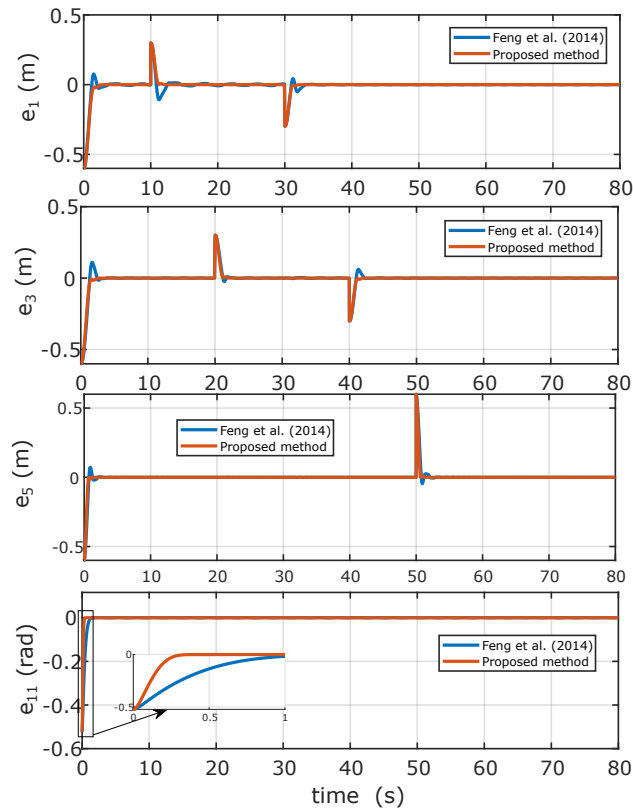 0.5
Feng et al. (2014)
Proposed method
0
e1 (m)
-0.5
0 10 20 30 40 50 60 70 80
0.5
Feng et al. (2014)
Proposed method
0
e3 (m)
-0.5
0 10 20 30 40 50 60 70 80
0.5
Feng et al. (2014)
Proposed method
0
e5 (m)
-0.5
0 10 20 30 40 50 60 70 80
0
Feng et al. (2014)
Proposed method
-0.2
e11 (rad)
-0.4
-0.6
0
-0.5
0 0.5 1
0 10 20 30 40 50 60 70 80
time (s)